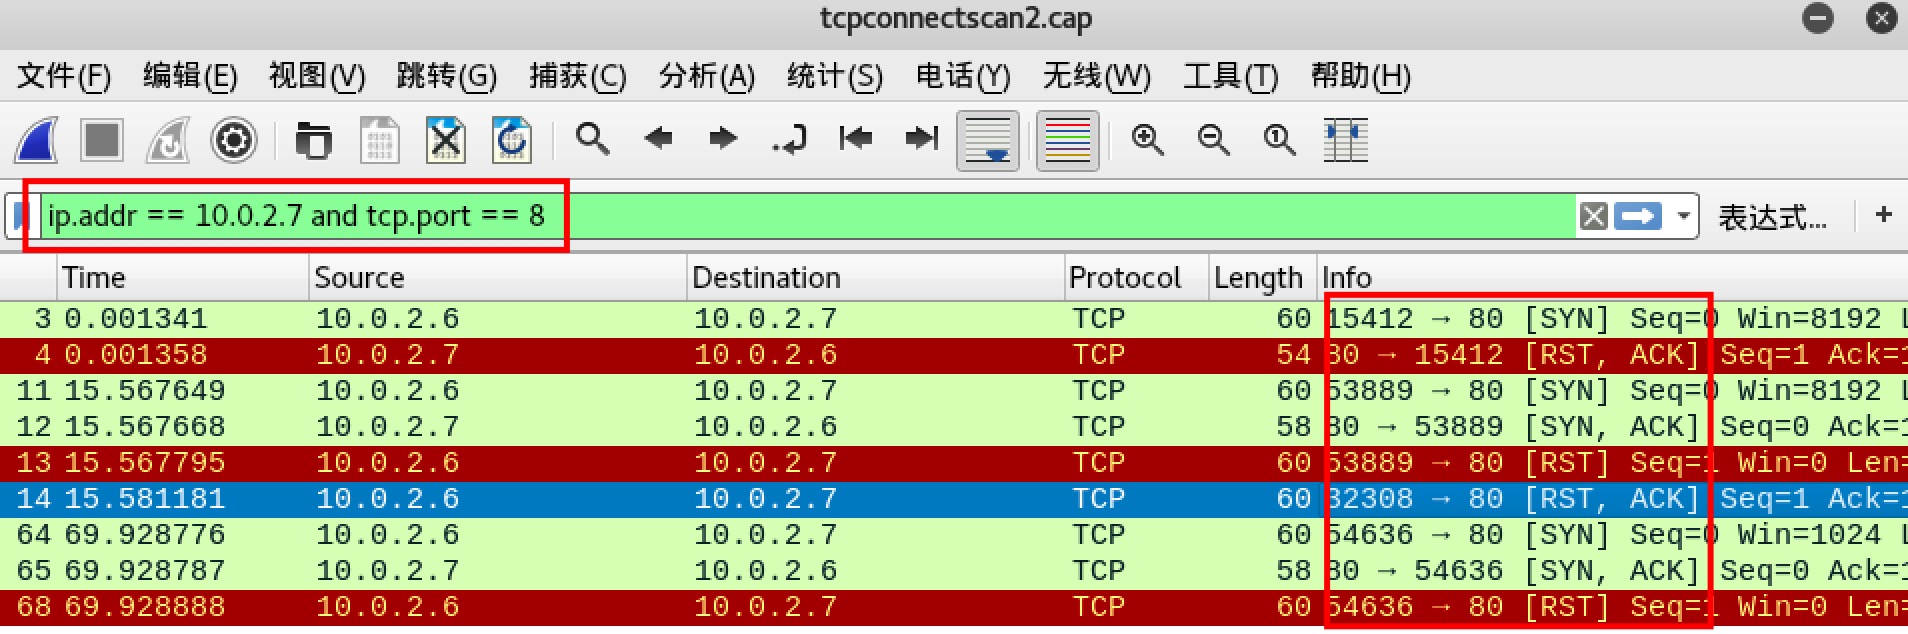 tcpconnectscan2.cap
文件(F) 编辑(E) 视图(V) 跳转(G) 捕获(C) 分析(A) 统计(S) 电话(Y) 无线(W) 工具(T) 帮助(H)
ip.addr == 10.0.2.7 and tcp.port == 8 表达式… +
Time Source Destination Protocol Length Info
3 0.001341 10.0.2.6 10.0.2.7 TCP 60 15412 → 80 [SYN] Seq=0 Win=8192
4 0.001358 10.0.2.7 10.0.2.6 TCP 54 80 → 15412 [RST, ACK] Seq=1 Ack=1
11 15.567649 10.0.2.6 10.0.2.7 TCP 60 53889 → 80 [SYN] Seq=0 Win=8192
12 15.567668 10.0.2.7 10.0.2.6 TCP 58 80 → 53889 [SYN, ACK] Seq=0 Ack=1
13 15.567795 10.0.2.6 10.0.2.7 TCP 60 53889 → 80 [RST] Seq=1 Win=0 Len=
14 15.581181 10.0.2.6 10.0.2.7 TCP 60 32308 → 80 [RST, ACK] Seq=1 Ack=1
64 69.928776 10.0.2.6 10.0.2.7 TCP 60 54636 → 80 [SYN] Seq=0 Win=1024
65 69.928787 10.0.2.7 10.0.2.6 TCP 58 80 → 54636 [SYN, ACK] Seq=0 Ack=1
68 69.928888 10.0.2.6 10.0.2.7 TCP 60 54636 → 80 [RST] Seq=1 Win=0 Len=